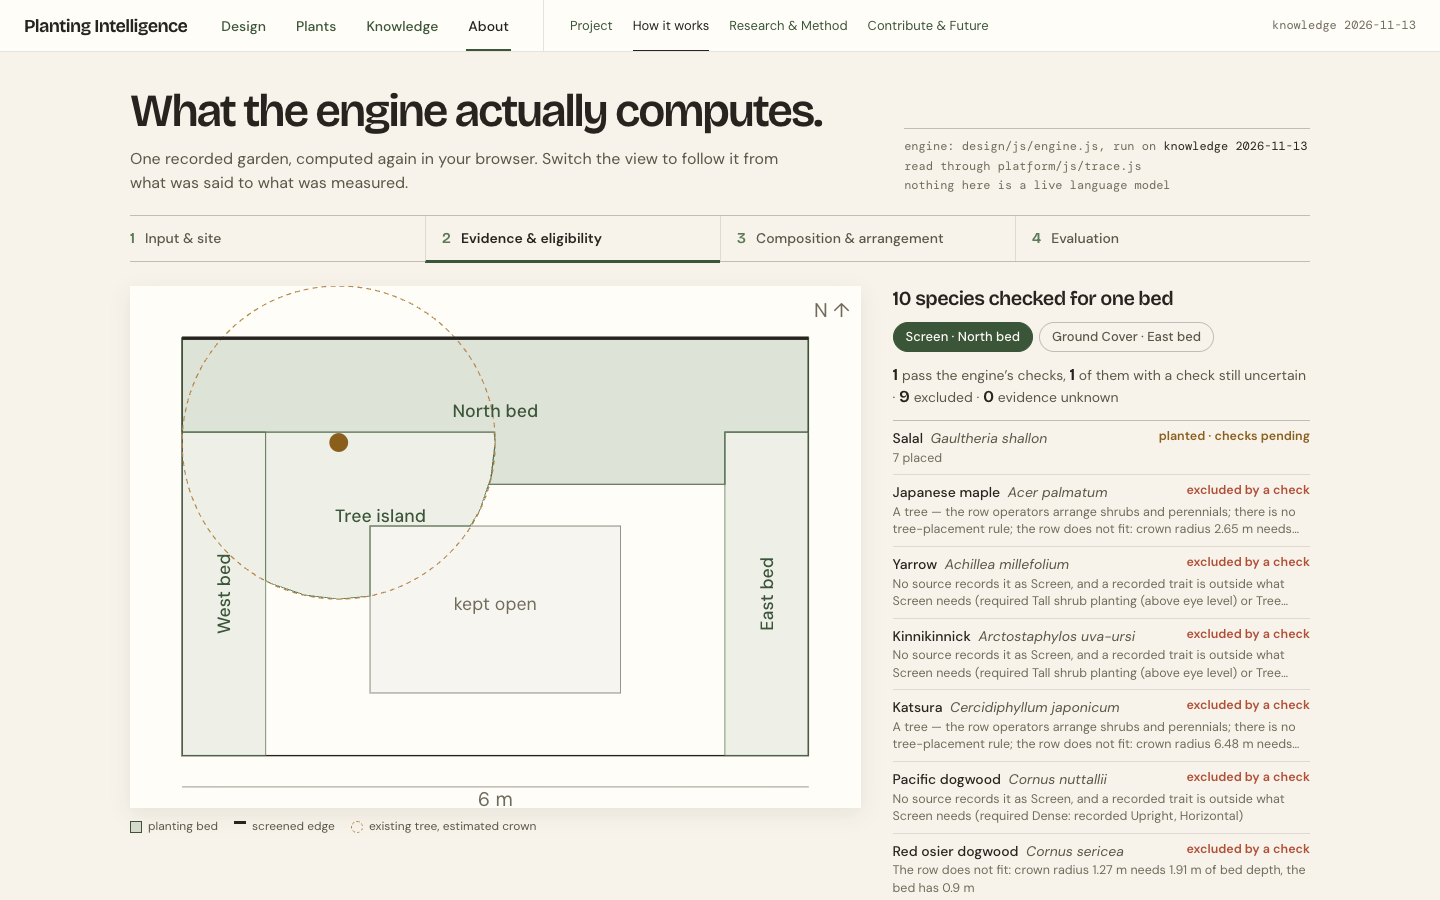 Planting Intelligence
Design
Plants
Knowledge
About
Project
How it works
Research & Method
Contribute & Future
knowledge 2026-11-13
What the engine actually computes.
One recorded garden, computed again in your browser. Switch the view to follow it from
what was said to what was measured.
engine: design/js/engine.js, run on knowledge 2026-11-13
read through platform/js/trace.js
nothing here is a live language model
1 Input & site
2 Evidence & eligibility
3 Composition & arrangement
4 Evaluation
N ↑
North bed
Tree island
West bed
kept open
East bed
6 m
planting bed
screened edge
existing tree, estimated crown
10 species checked for one bed
Screen · North bed
Ground Cover · East bed
1 pass the engine's checks, 1 of them with a check still uncertain
· 9 excluded · 0 evidence unknown
Salal Gaultheria shallon planted · checks pending
7 placed
Japanese maple Acer palmatum excluded by a check
A tree — the row operators arrange shrubs and perennials; there is no
tree-placement rule; the row does not fit: crown radius 2.65 m needs…
Yarrow Achillea millefolium excluded by a check
No source records it as Screen, and a recorded trait is outside what
Screen needs (required Tall shrub planting (above eye level) or Tree…
Kinnikinnick Arctostaphylos uva-ursi excluded by a check
No source records it as Screen, and a recorded trait is outside what
Screen needs (required Tall shrub planting (above eye level) or Tree…
Katsura Cercidiphyllum japonicum excluded by a check
A tree — the row operators arrange shrubs and perennials; there is no
tree-placement rule; the row does not fit: crown radius 6.48 m needs…
Pacific dogwood Cornus nuttallii excluded by a check
No source records it as Screen, and a recorded trait is outside what
Screen needs (required Dense: recorded Upright, Horizontal)
Red osier dogwood Cornus sericea excluded by a check
The row does not fit: crown radius 1.27 m needs 1.91 m of bed depth, the
bed has 0.9 m